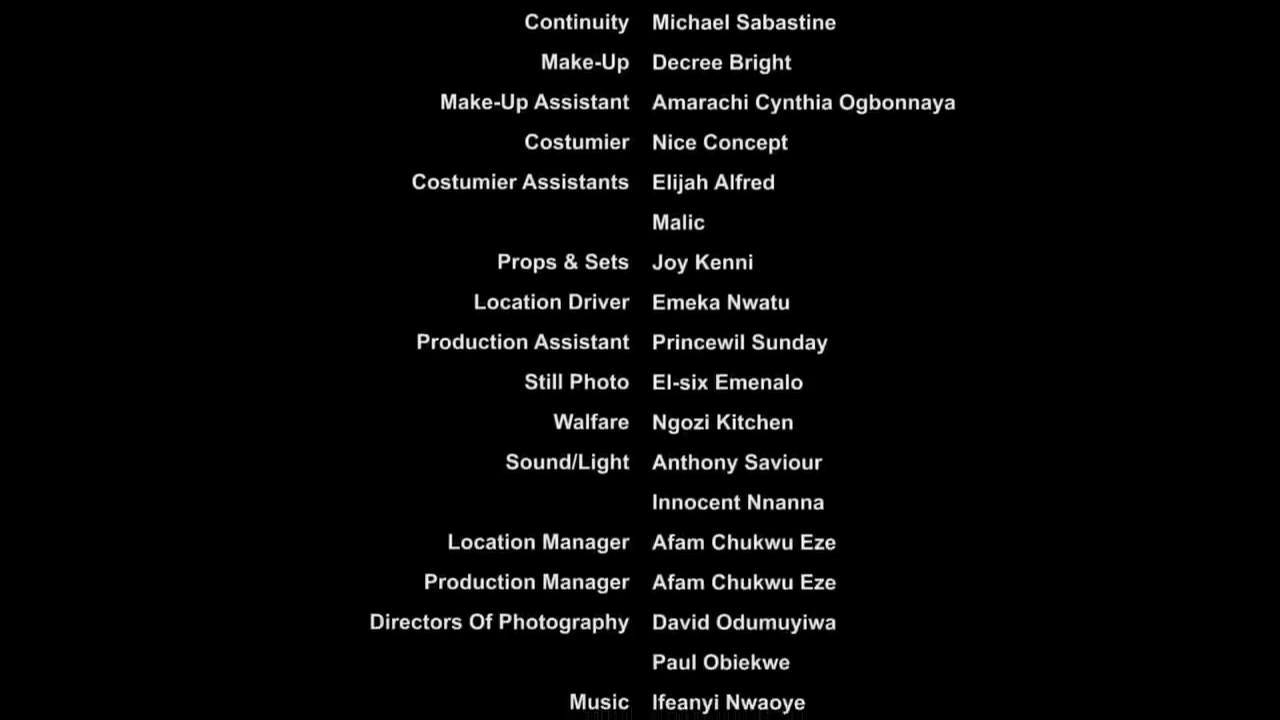 Continuity Michael Sabastine
Make-Up Decree Bright
Make-Up Assistant Amarachi Cynthia Ogbonnaya
Costumier Nice Concept
Costumier Assistants Elijah Alfred
Malic
Props & Sets Joy Kenni
Location Driver Emeka Nwatu
Production Assistant Princewil Sunday
Still Photo El-six Emenalo
Walfare Ngozi Kitchen
Sound/Light Anthony Saviour
Innocent Nnanna
Location Manager Afam Chukwu Eze
Production Manager Afam Chukwu Eze
Directors Of Photography David Odumuyiwa
Paul Obiekwe
Music Ifeanyi Nwaoye